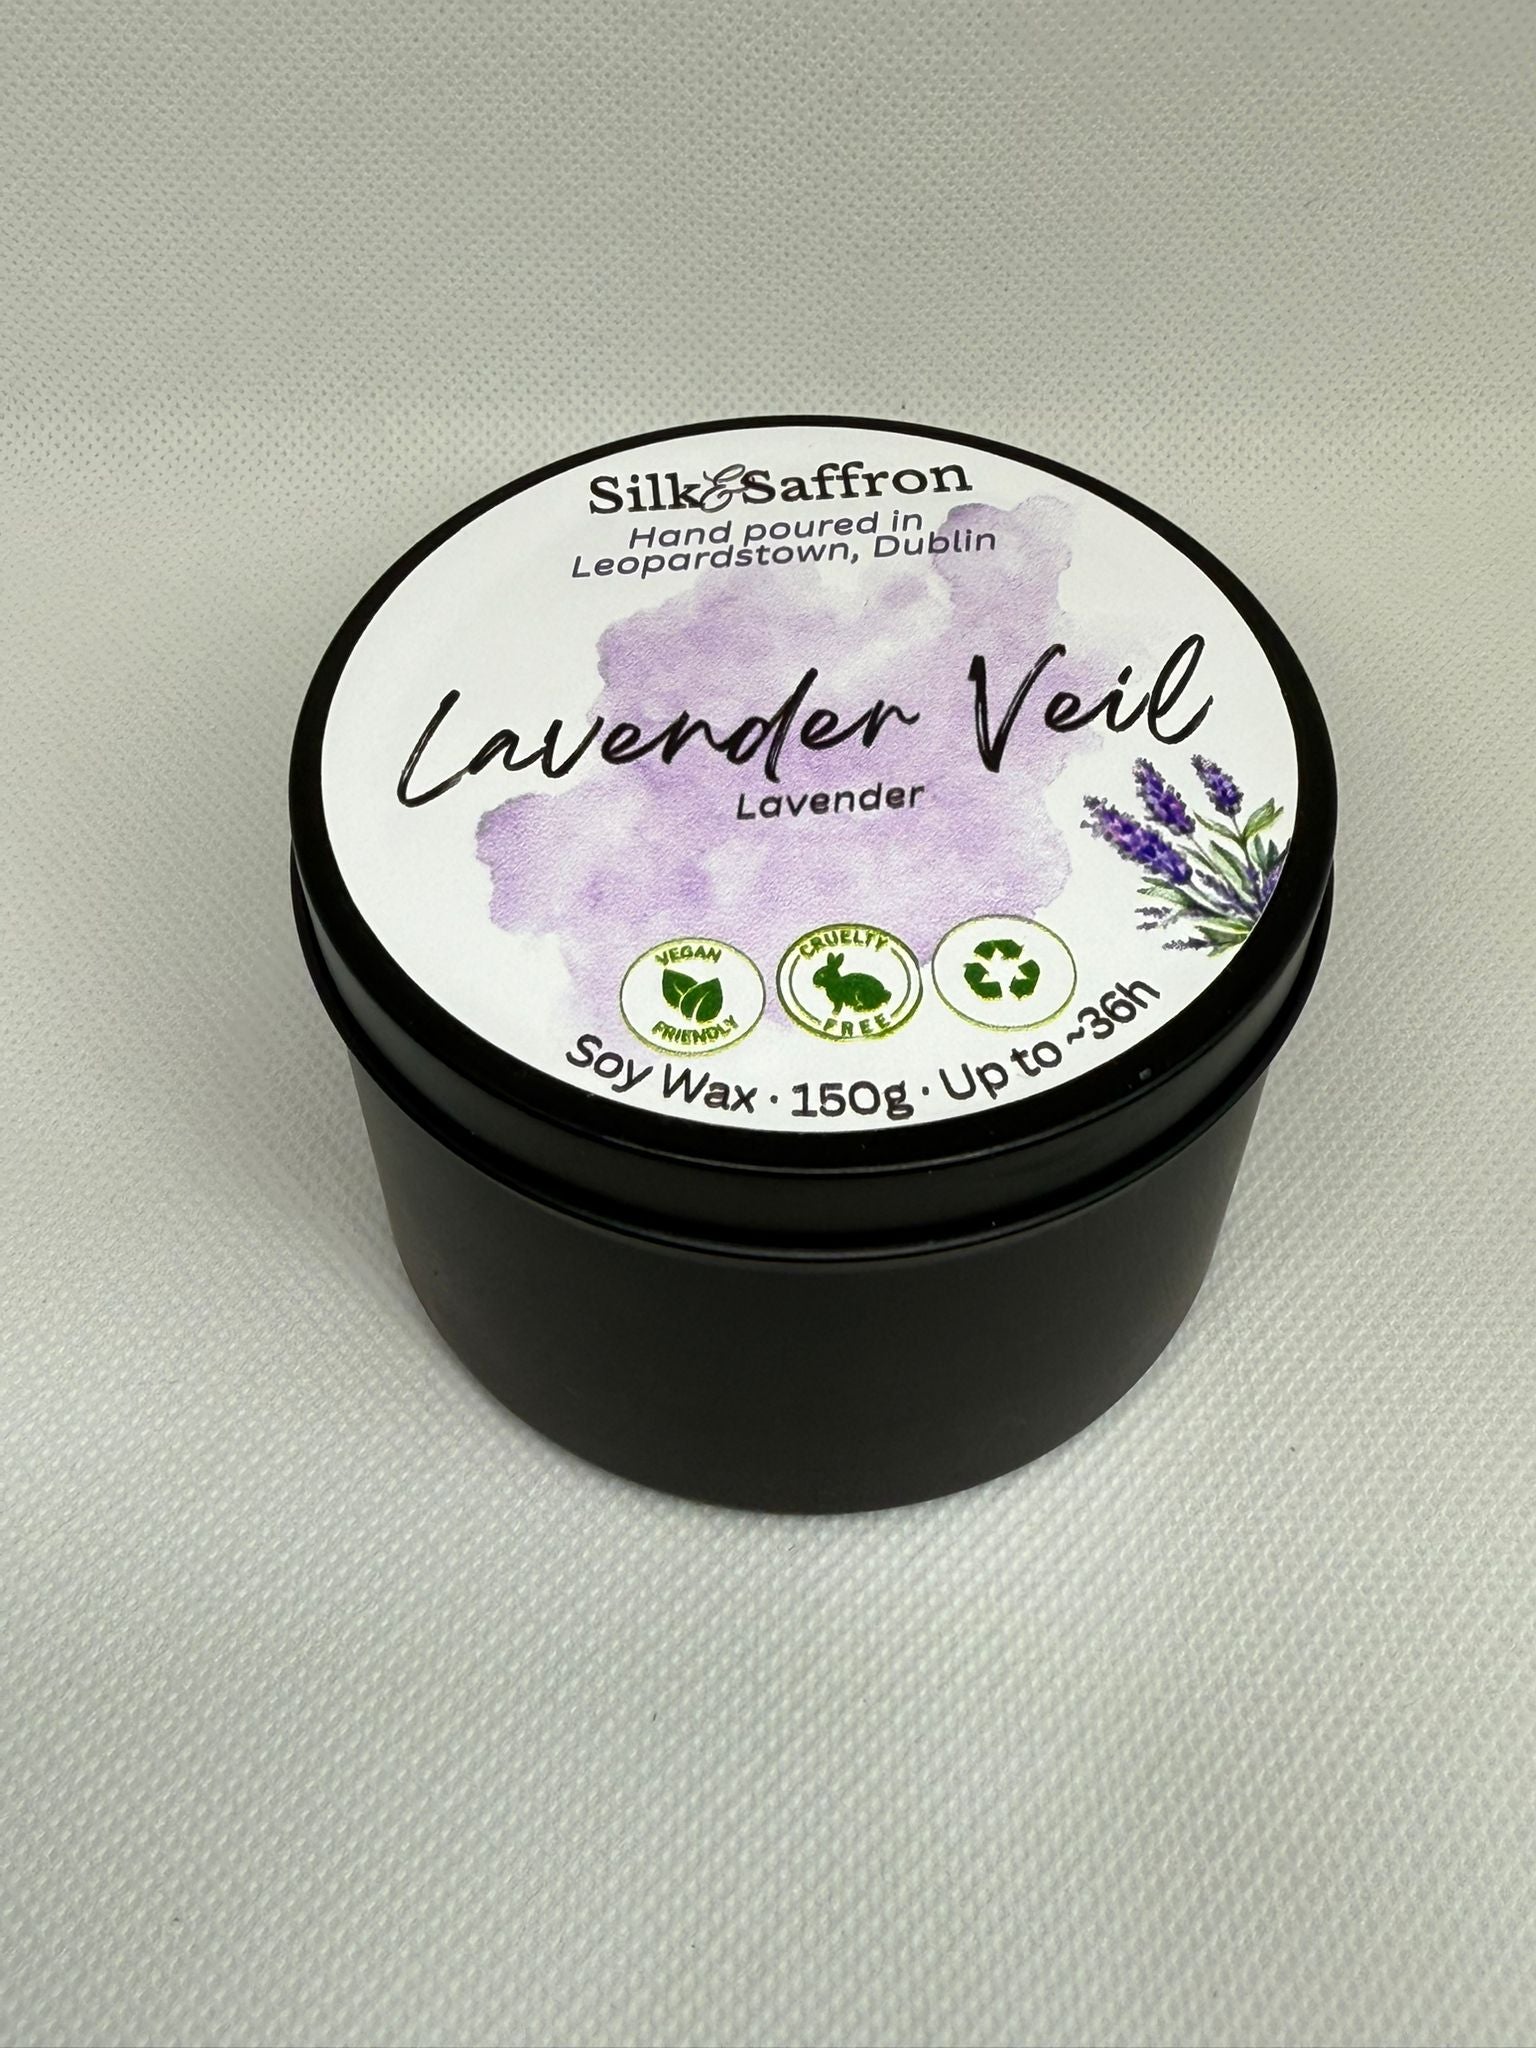 Silk&Saffron
Hand poured in
Leopardstown, Dublin
Lavender Veil
Lavender
VEGAN
FRIENDLY
CRUELTY
FREE
Soy Wax · 150g · Up to ~36h